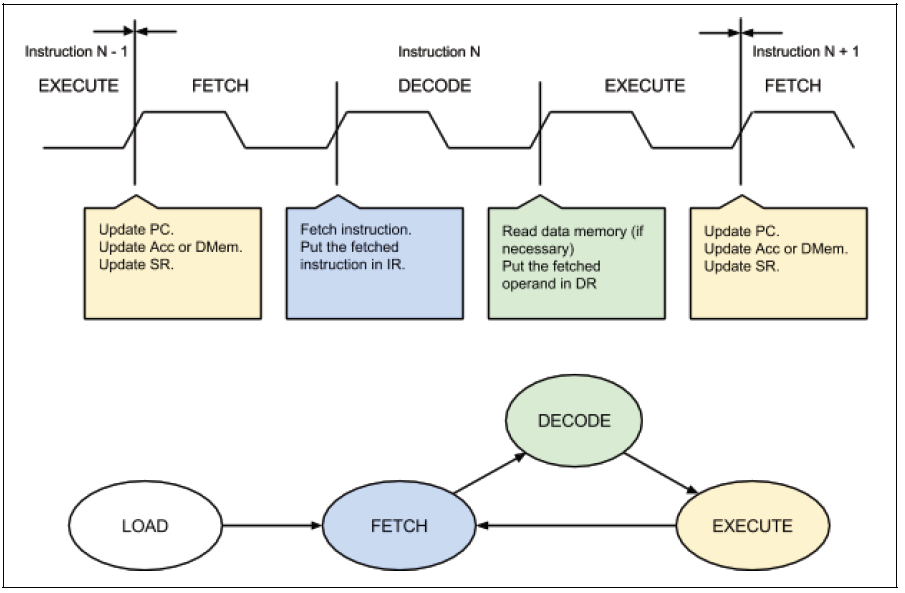 Instruction N - 1
Instruction N
Instruction N + 1
EXECUTE
FETCH
DECODE
EXECUTE
FETCH
Update PC.
Update Acc or DMem.
Update SR.
Fetch instruction.
Put the fetched
instruction in IR.
Read data memory (if
necessary)
Put the fetched
operand in DR
Update PC.
Update Acc or DMem.
Update SR.
DECODE
LOAD
FETCH
EXECUTE